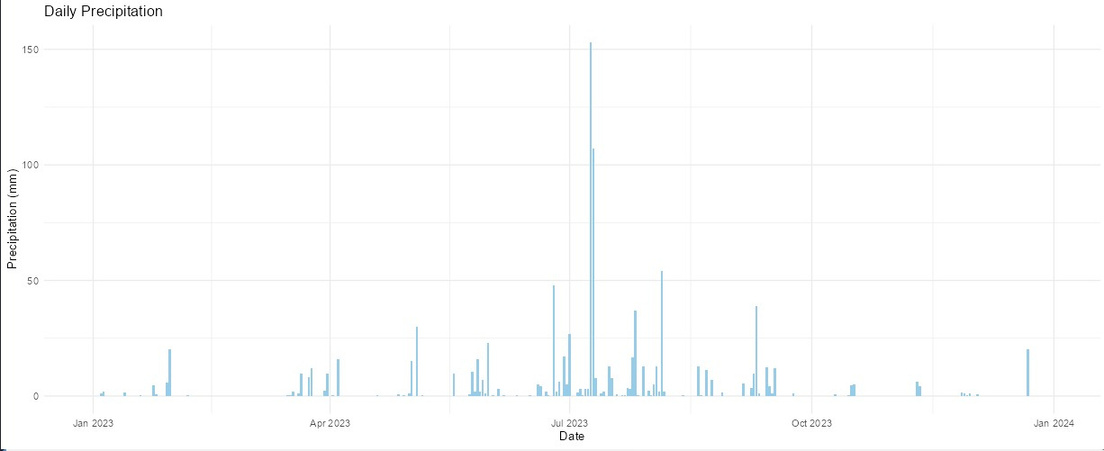 Daily Precipitation
150
100
50
0
Precipitation (mm)
Jan 2023 Apr 2023 Jul 2023 Oct 2023 Jan 2024
Date